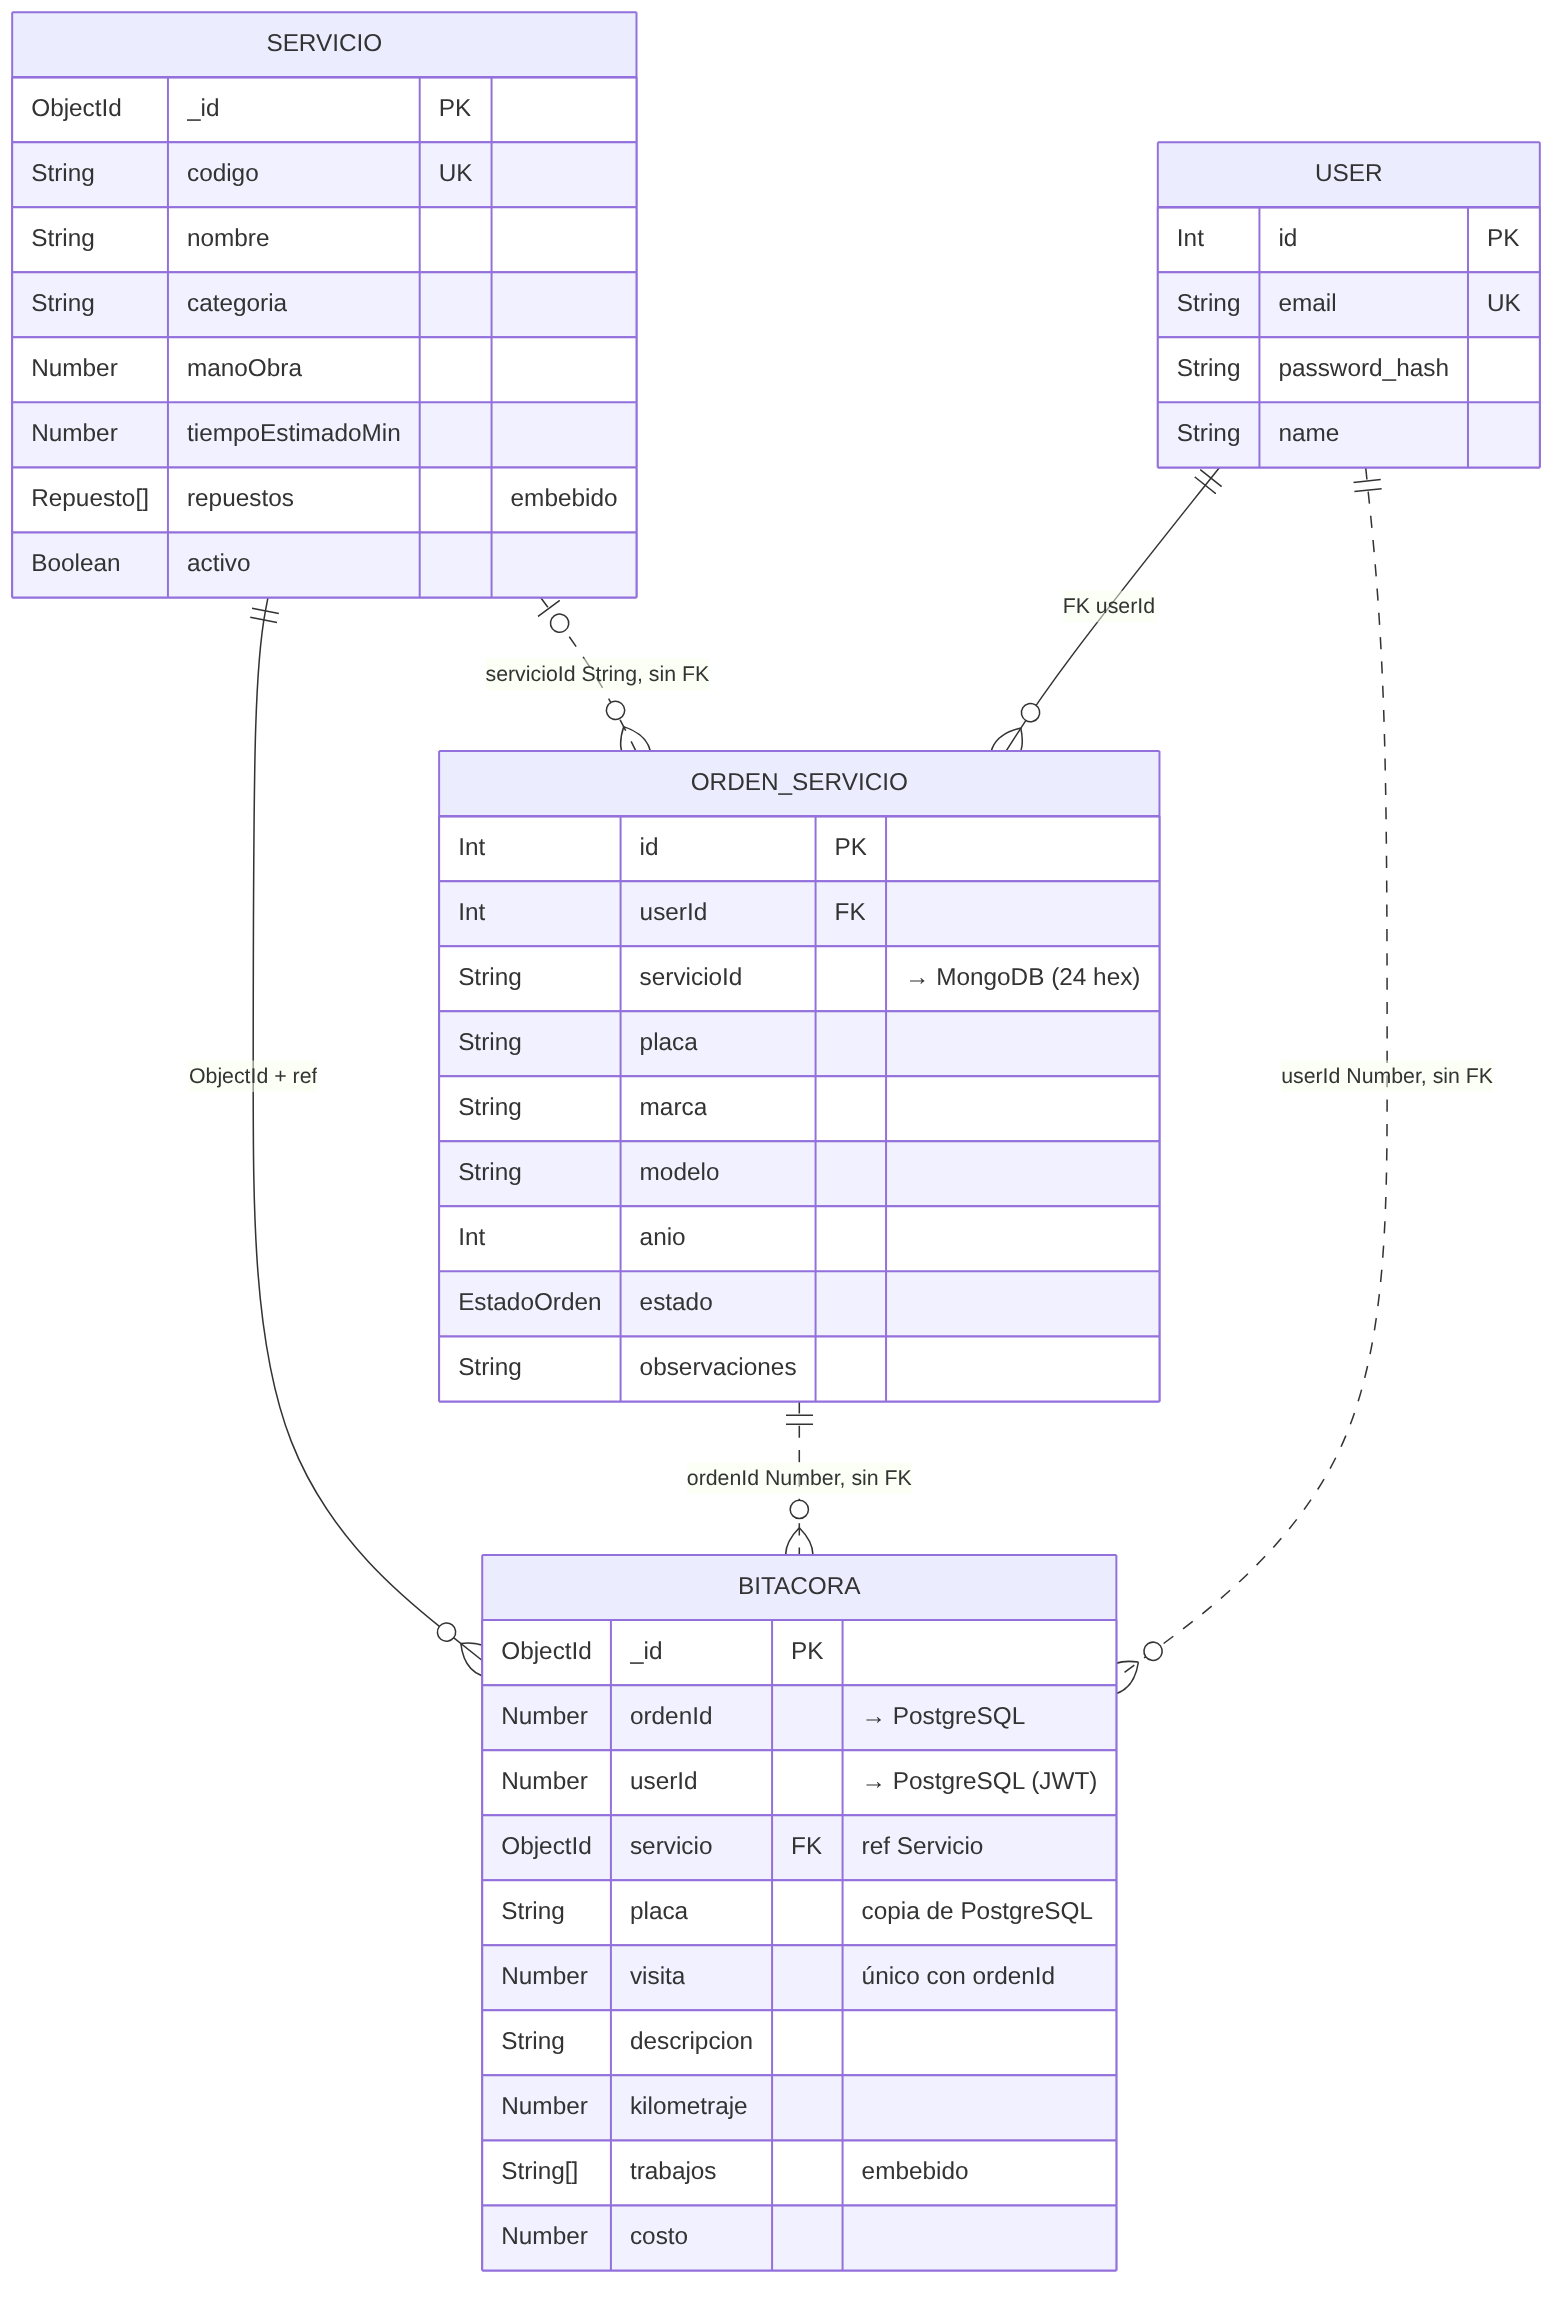 SERVICIO
ObjectId _id PK
String codigo UK
String nombre
String categoria
Number manoObra
Number tiempoEstimadoMin
Repuesto[] repuestos embebido
Boolean activo
USER
Int id PK
String email UK
String password_hash
String name
FK userId
servicioId String, sin FK
ORDEN_SERVICIO
Int id PK
Int userId FK
String servicioId → MongoDB (24 hex)
String placa
String marca
String modelo
Int anio
EstadoOrden estado
String observaciones
ObjectId + ref
userId Number, sin FK
ordenId Number, sin FK
BITACORA
ObjectId _id PK
Number ordenId → PostgreSQL
Number userId → PostgreSQL (JWT)
ObjectId servicio FK ref Servicio
String placa copia de PostgreSQL
Number visita único con ordenId
String descripcion
Number kilometraje
String[] trabajos embebido
Number costo